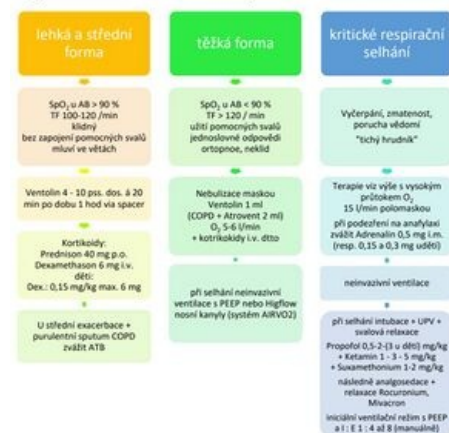 lehká a střední
forma
SpO₂ u AB > 90 %
TF 100-120 /min
klidný
bez zapojení pomocných svalů
mluví ve větách
Ventolin 4 - 10 pss. dos. á 20
min po dobu 1 hod via spacer
Kortikoidy:
Prednison 40 mg p.o.
Dexamethason 6 mg i.v.
děti:
Dex.: 0,15 mg/kg max. 6 mg
U střední exacerbace +
purulentní sputum COPD
zvážit ATB
těžká forma
SpO₂ u AB < 90 %
TF > 120 / min
užití pomocných svalů
jednoslovné odpovědi
ortopnoe, neklid
Nebulizace maskou
Ventolin 1 ml
(COPD + Atrovent 2 ml)
O₂ 5-6 l/min
+ kotrikokidy i.v. dtto
při selhání neinvazivní
ventilace s PEEP nebo Higflow
nosní kanyly (systém AIRVO2)
kritické respirační
selhání
Vyčerpání, zmatenost,
porucha vědomí
"tichý hrudník"
Terapie viz výše s vysokým
průtokem O₂
15 l/min polomaskou
při podezření na anafylaxi
zvážit Adrenalin 0,5 mg i.m.
(resp. 0,15 a 0,3 mg uděti)
neinvazivní ventilace
při selhání intubace + UPV +
svalová relaxace
Propofol 0,5-2-(3 u dětí) mg/kg
+ Ketamin 1 - 3 - 5 mg/kg
+ Suxamethonium 1-2 mg/kg
následně analgosedace +
relaxace Rocuronium,
Mivacron
iniciální ventilační režim s PEEP
a I : E 1 : 4 až 8 (manuálně)